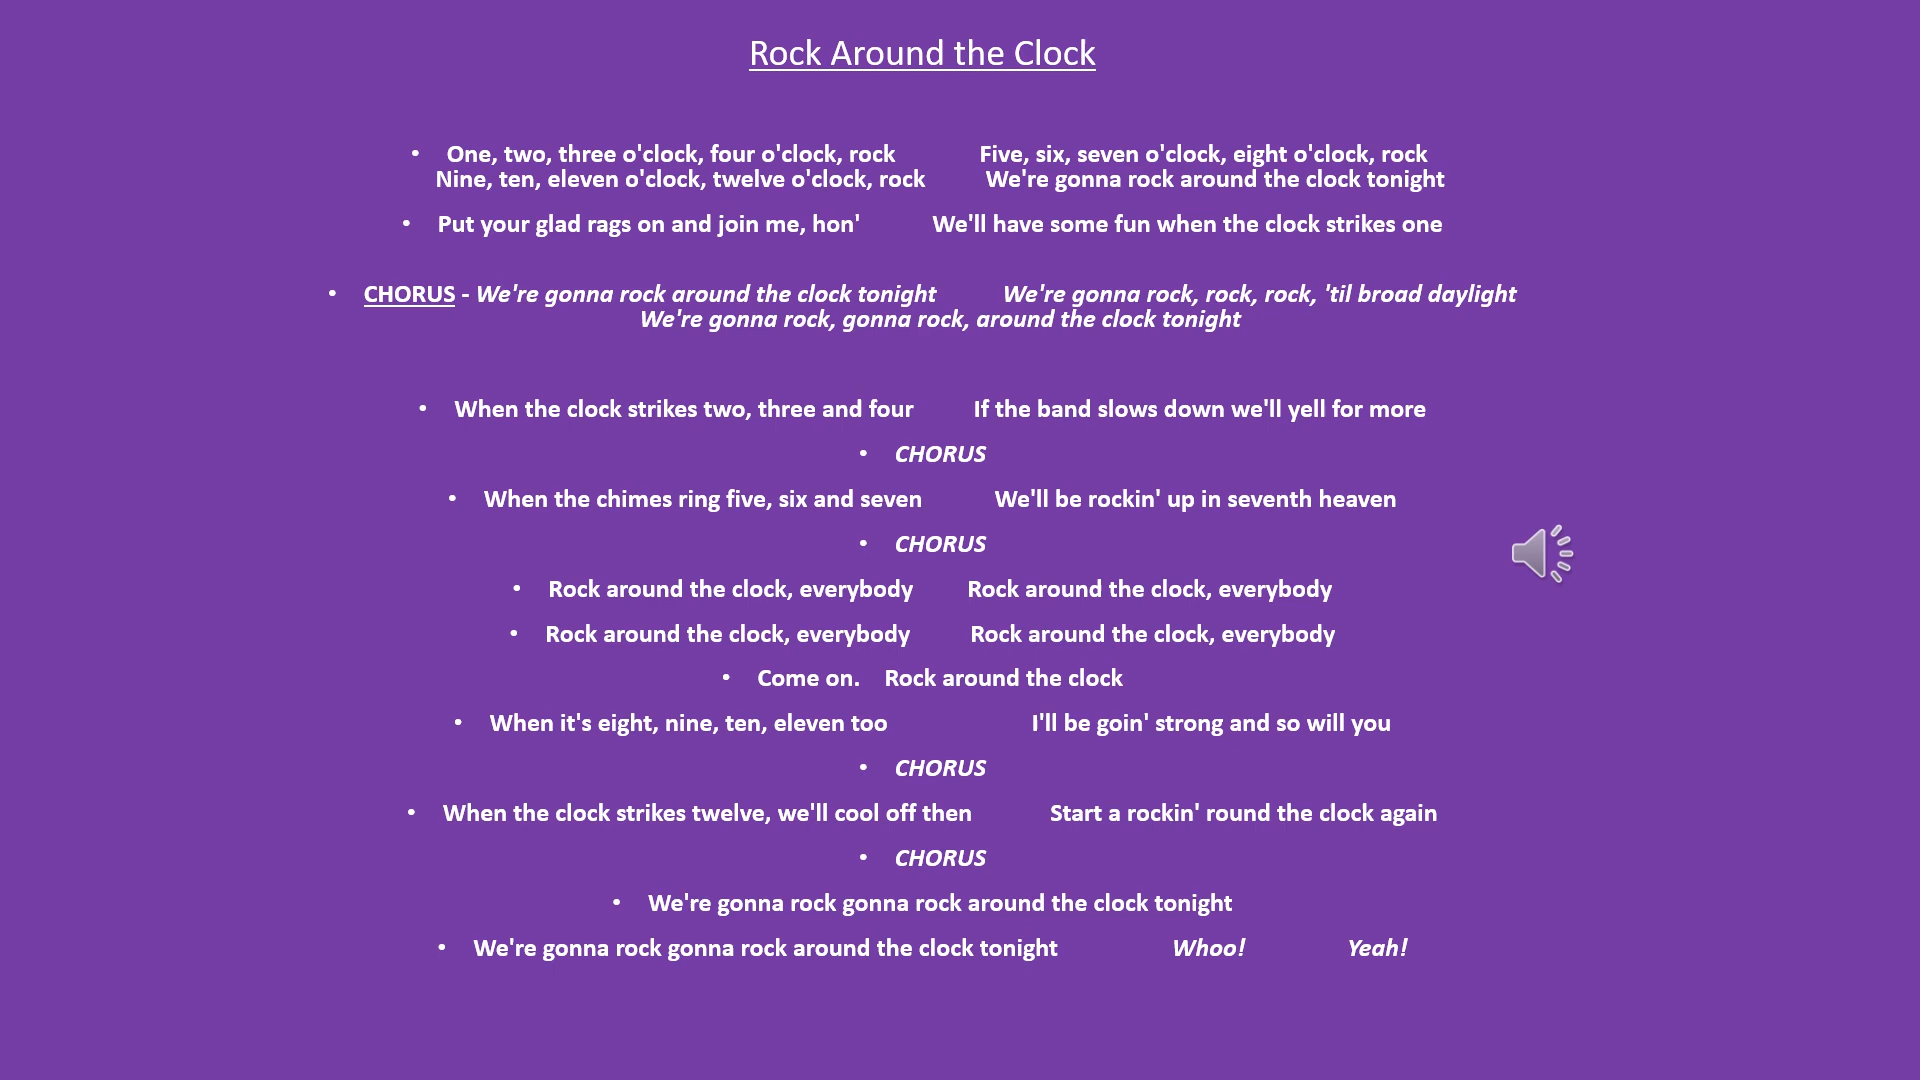 Rock Around the Clock
• One, two, three o'clock, four o'clock, rock Five, six, seven o'clock, eight o'clock, rock
Nine, ten, eleven o'clock, twelve o'clock, rock We're gonna rock around the clock tonight
• Put your glad rags on and join me, hon' We'll have some fun when the clock strikes one
• CHORUS - We're gonna rock around the clock tonight We're gonna rock, rock, rock, 'til broad daylight
We're gonna rock, gonna rock, around the clock tonight
• When the clock strikes two, three and four If the band slows down we'll yell for more
• CHORUS
• When the chimes ring five, six and seven We'll be rockin' up in seventh heaven
• CHORUS
• Rock around the clock, everybody Rock around the clock, everybody
• Rock around the clock, everybody Rock around the clock, everybody
• Come on. Rock around the clock
• When it's eight, nine, ten, eleven too I'll be goin' strong and so will you
• CHORUS
• When the clock strikes twelve, we'll cool off then Start a rockin' round the clock again
• CHORUS
• We're gonna rock gonna rock around the clock tonight
• We're gonna rock gonna rock around the clock tonight Whoo! Yeah!